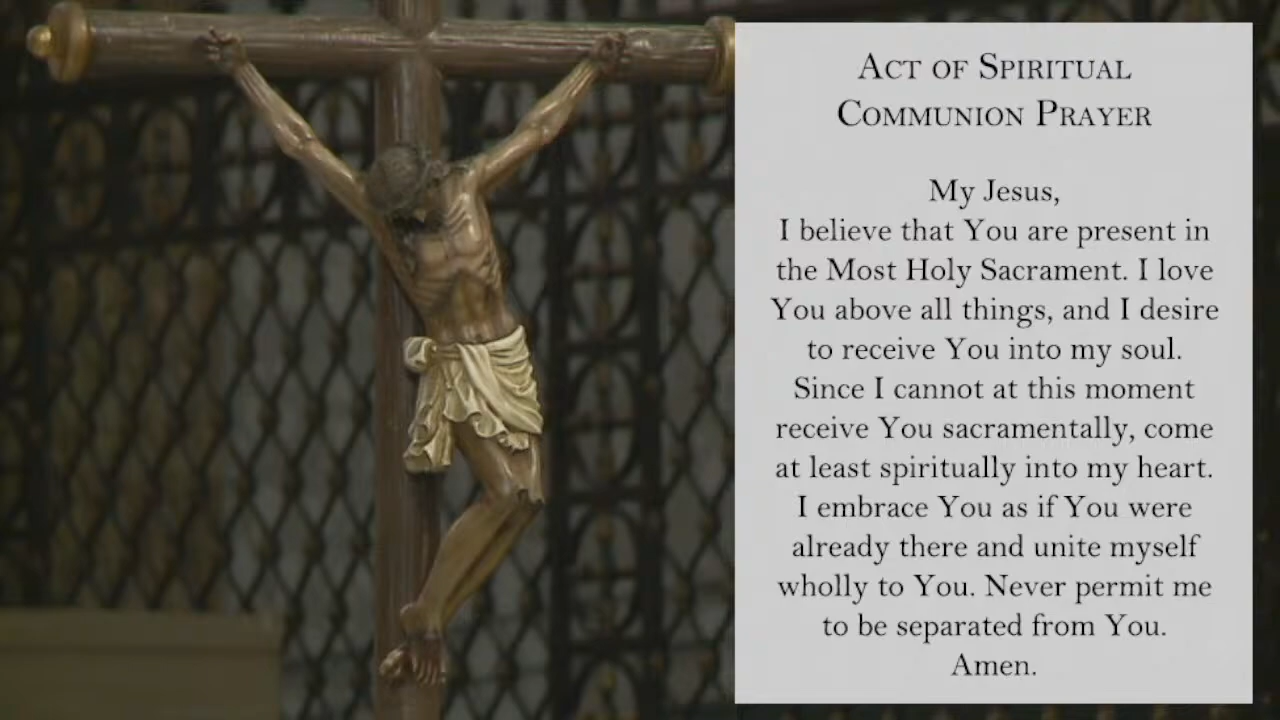 Act of Spiritual
Communion Prayer
My Jesus,
I believe that You are present in
the Most Holy Sacrament. I love
You above all things, and I desire
to receive You into my soul.
Since I cannot at this moment
receive You sacramentally, come
at least spiritually into my heart.
I embrace You as if You were
already there and unite myself
wholly to You. Never permit me
to be separated from You.
Amen.